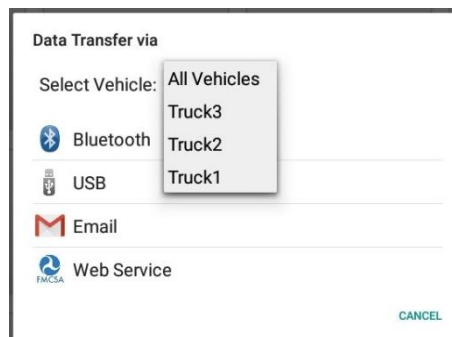 Data Transfer via
Select Vehicle: All Vehicles
Truck3
Bluetooth Truck2
USB Truck1
Email
FMCSA Web Service
CANCEL